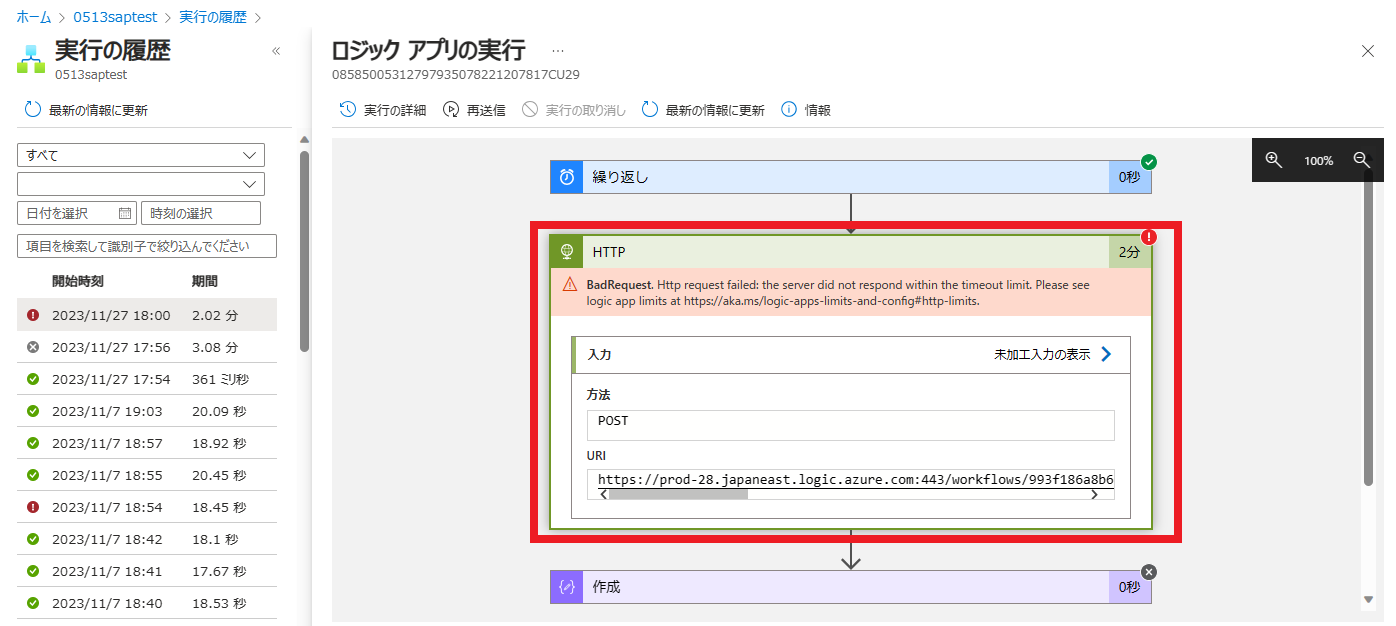 ホーム > 0513saptest > 実行の履歴 >
実行の履歴 «
0513saptest
最新の情報に更新
すべて
日付を選択 時刻の選択
項目を検索して識別子で絞り込んでください
開始時刻 期間
2023/11/27 18:00 2.02 分
2023/11/27 17:56 3.08 分
2023/11/27 17:54 361 ミリ秒
2023/11/7 19:03 20.09 秒
2023/11/7 18:57 18.92 秒
2023/11/7 18:55 20.45 秒
2023/11/7 18:54 18.45 秒
2023/11/7 18:42 18.1 秒
2023/11/7 18:41 17.67 秒
2023/11/7 18:40 18.53 秒
ロジック アプリの実行 …
08585005312797935078221207817CU29
実行の詳細 再送信 実行の取り消し 最新の情報に更新 情報
100%
繰り返し 0秒
HTTP 2分
BadRequest. Http request failed: the server did not respond within the timeout limit. Please see
logic app limits at https://aka.ms/logic-apps-limits-and-config#http-limits.
入力 未加工入力の表示
方法
POST
URI
https://prod-28.japaneast.logic.azure.com:443/workflows/993f186a8b6
作成 0秒